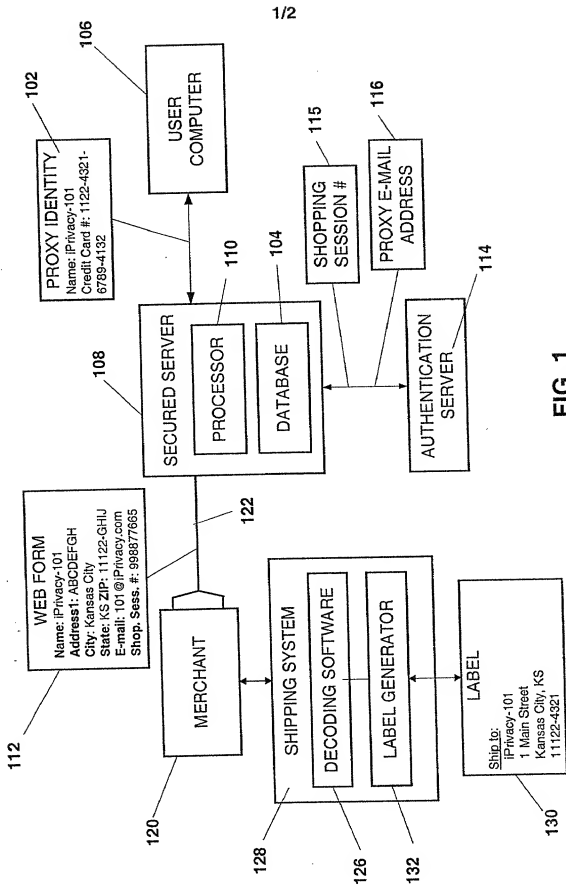 1/2
PROXY IDENTITY
Name: iPrivacy-101
Credit Card #: 1122-4321-
6789-4132
102
USER
COMPUTER
106
SECURED SERVER
108
PROCESSOR
110
DATABASE
104
SHOPPING
SESSION #
115
PROXY E-MAIL
ADDRESS
116
AUTHENTICATION
SERVER
114
WEB FORM
Name: iPrivacy-101
Address1: ABCDEFGH
City: Kansas City
State: KS ZIP: 11122-GHIJ
E-mail: 101@iPrivacy.com
Shop. Sess. #: 998877665
112
122
MERCHANT
120
SHIPPING SYSTEM
128
DECODING SOFTWARE
126
LABEL GENERATOR
132
LABEL
Ship to:
iPrivacy-101
1 Main Street
Kansas City, KS
11122-4321
130
FIG. 1